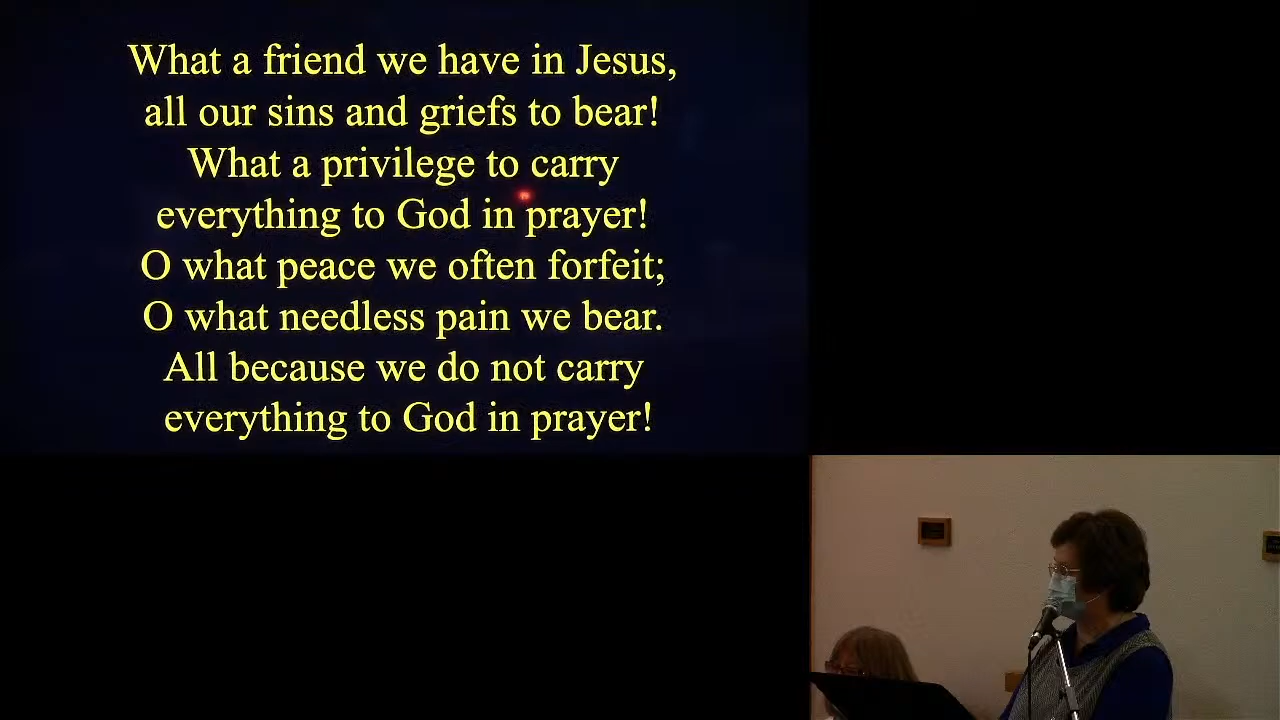 What a friend we have in Jesus,
all our sins and griefs to bear!
What a privilege to carry
everything to God in prayer!
O what peace we often forfeit;
O what needless pain we bear.
All because we do not carry
everything to God in prayer!